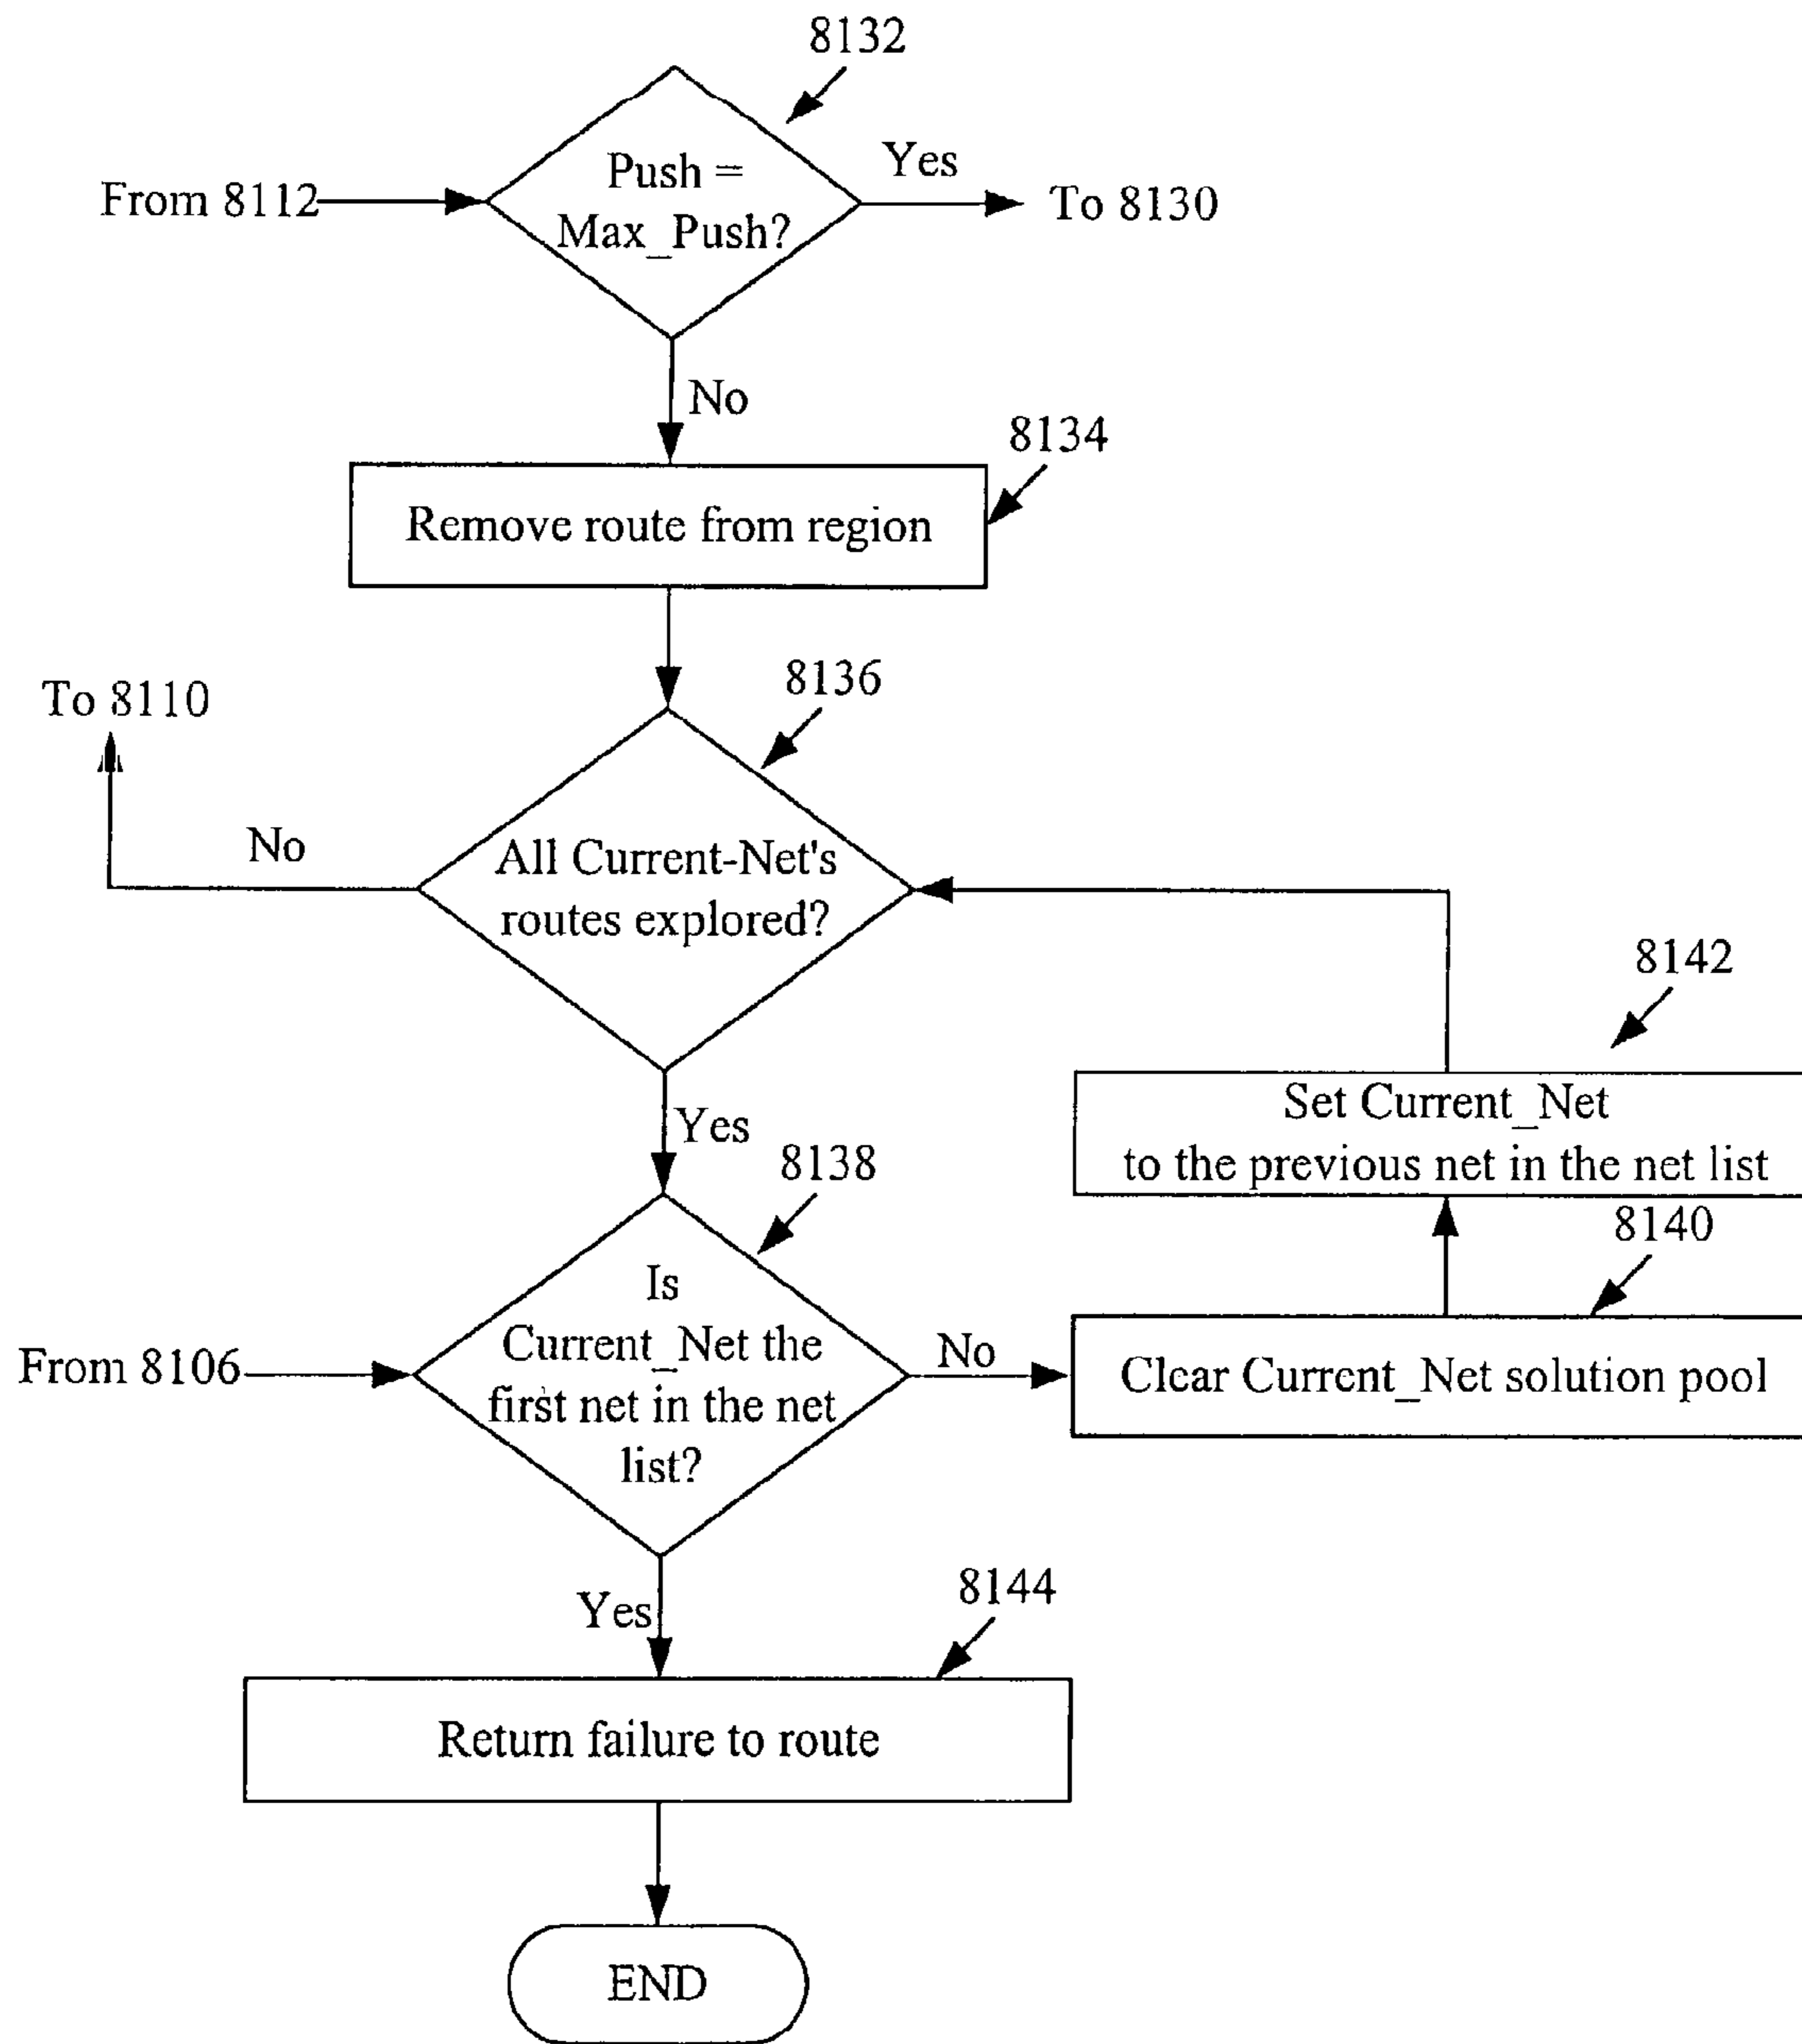 8132
Push =
Max_Push?
From 8112
Yes
To 8130
No
8134
Remove route from region
8136
To 8110
No
All Current-Net's
routes explored?
8142
Set Current_Net
to the previous net in the net list
Yes
8138
8140
Is
Current_Net the
first net in the net
list?
From 8106
No
Clear Current_Net solution pool
Yes
8144
Return failure to route
END